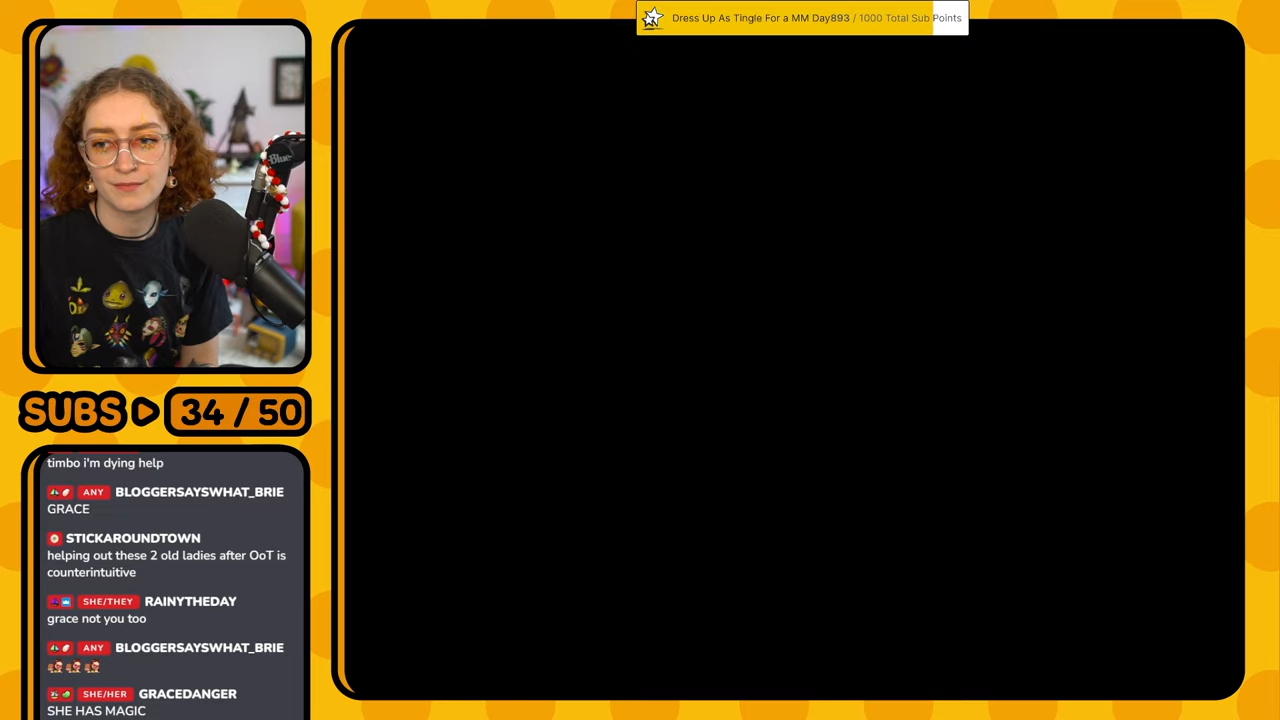 Dress Up As Tingle For a MM Day893 / 1000 Total Sub Points
Blue
SUBS 34 / 50
timbo i'm dying help
ANY BLOGGERSAYSWHAT_BRIE
GRACE
STICKAROUNDTOWN
helping out these 2 old ladies after OoT is
counterintuitive
SHE/THEY RAINYTHEDAY
grace not you too
ANY BLOGGERSAYSWHAT_BRIE
SHE/HER GRACEDANGER
SHE HAS MAGIC